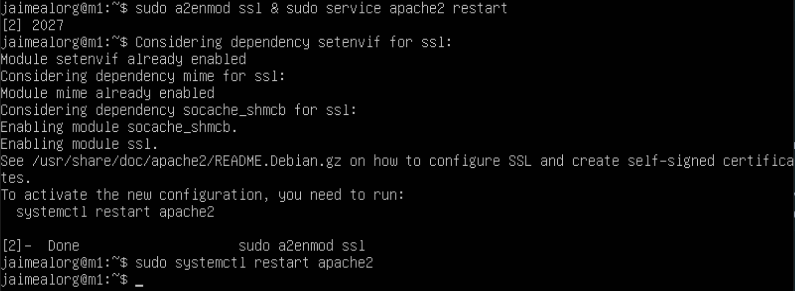 jaimealorg@m1:~$ sudo a2enmod ssl & sudo service apache2 restart
[2] 2027
jaimealorg@m1:~$ Considering dependency setenvif for ssl:
Module setenvif already enabled
Considering dependency mime for ssl:
Module mime already enabled
Considering dependency socache_shmcb for ssl:
Enabling module socache_shmcb.
Enabling module ssl.
See /usr/share/doc/apache2/README.Debian.gz on how to configure SSL and create self-signed certifica
tes.
To activate the new configuration, you need to run:
  systemctl restart apache2
[2]-  Done                    sudo a2enmod ssl
jaimealorg@m1:~$ sudo systemctl restart apache2
jaimealorg@m1:~$ _